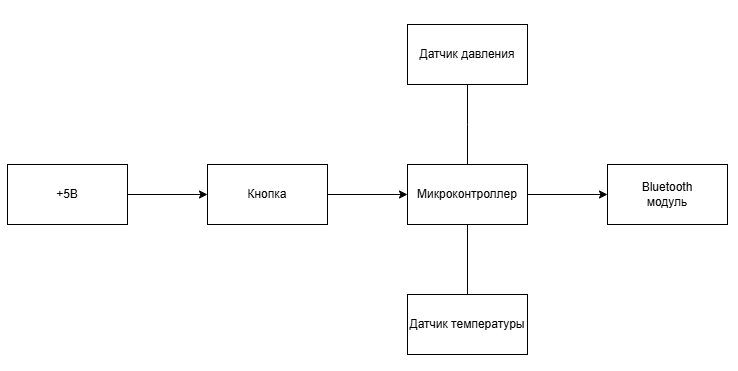 Датчик давления
+5В
Кнопка
Микроконтроллер
Bluetooth
модуль
Датчик температуры